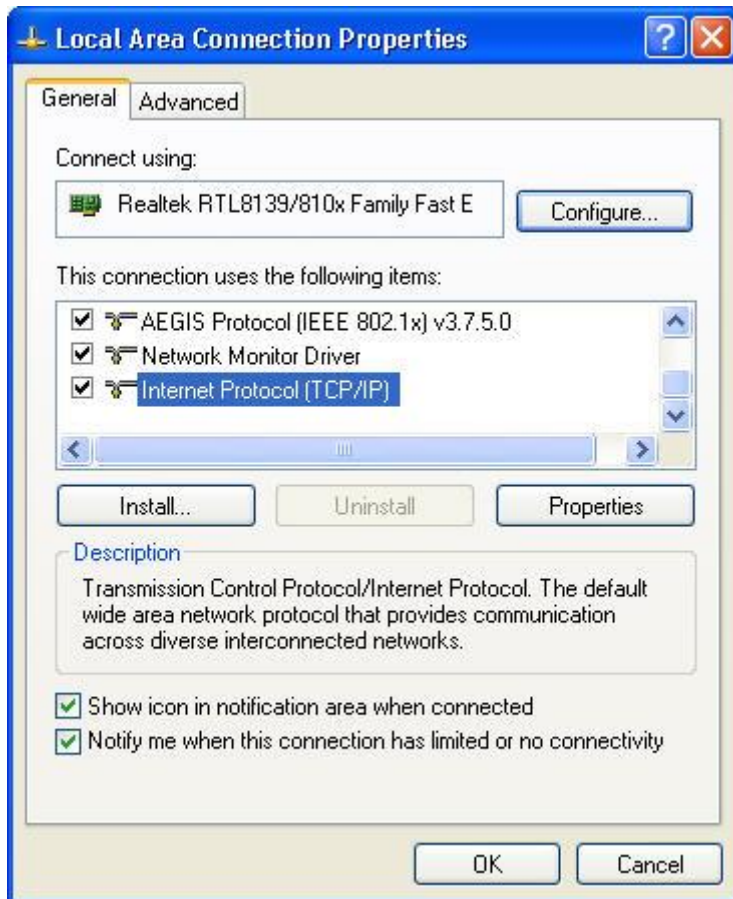 Local Area Connection Properties
?
General
Advanced
Connect using:
Realtek RTL8139/810x Family Fast E
Configure...
This connection uses the following items:
AEGIS Protocol (IEEE 802.1x) v3.7.5.0
Network Monitor Driver
Internet Protocol (TCP/IP)
Install...
Uninstall
Properties
Description
Transmission Control Protocol/Internet Protocol. The default
wide area network protocol that provides communication
across diverse interconnected networks.
Show icon in notification area when connected
Notify me when this connection has limited or no connectivity
OK
Cancel